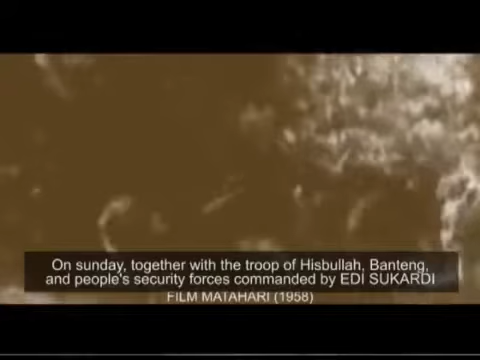 On sunday, together with the troop of Hisbullah, Banteng,
and people's security forces commanded by EDI SUKARDI
FILM MATAHARI (1958)